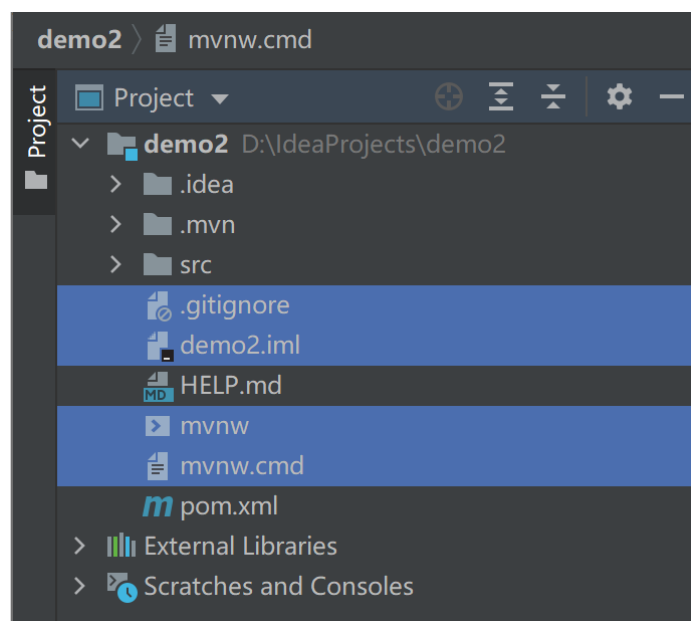 demo2 〉 mvnw.cmd
Project
Project
demo2 D:\IdeaProjects\demo2
.idea
.mvn
src
.gitignore
demo2.iml
MD HELP.md
mvnw
mvnw.cmd
m pom.xml
External Libraries
Scratches and Consoles